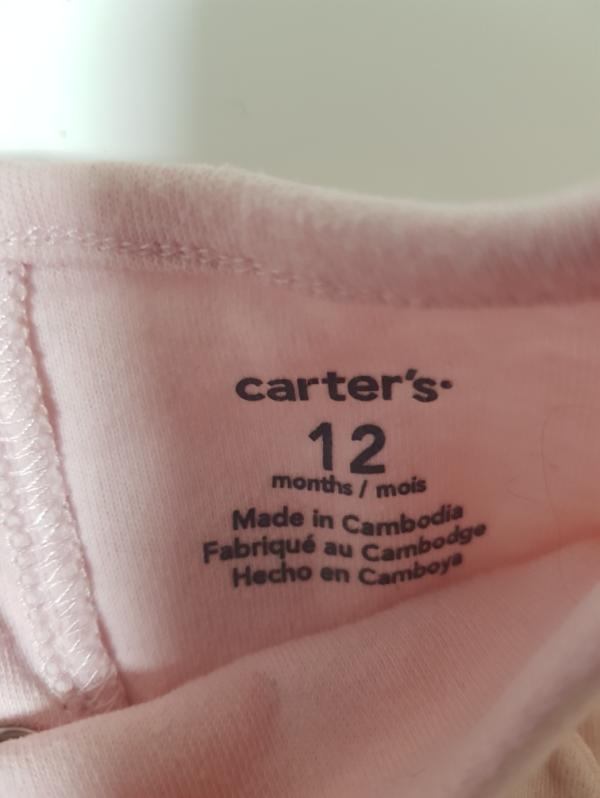 carter's
12
months / mois
Made in Cambodia
Fabriqué au Cambodge
Hecho en Camboya